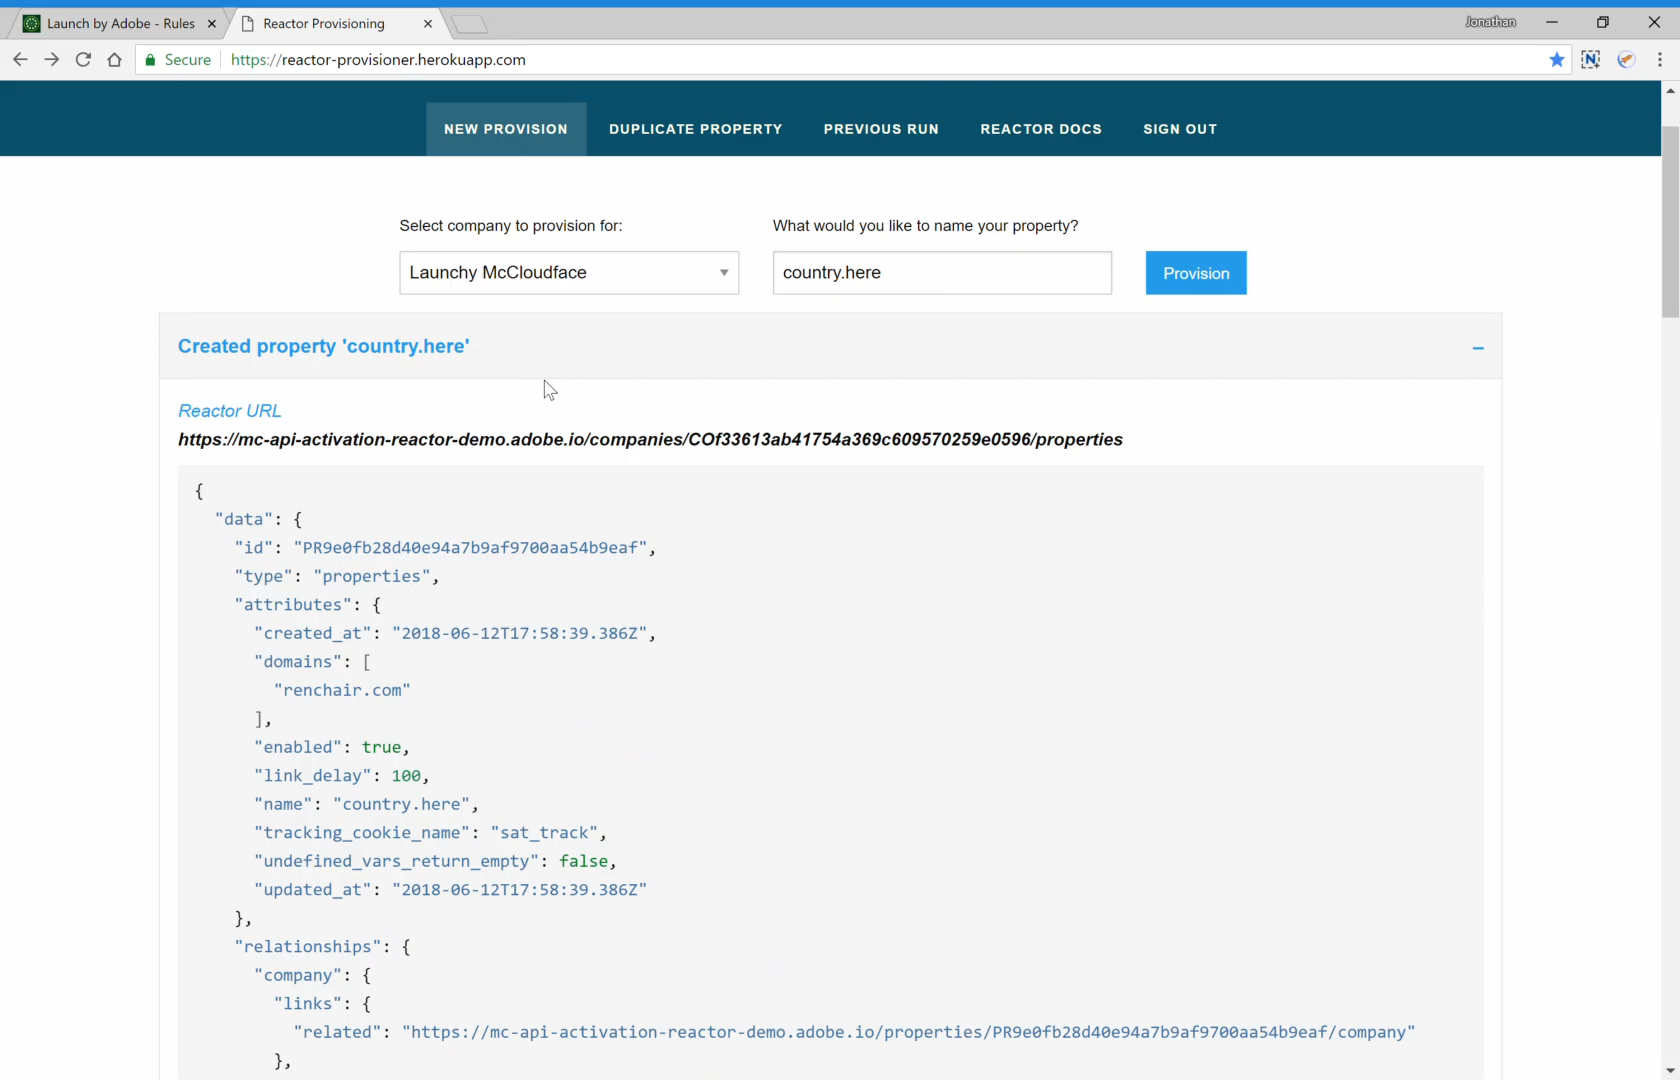 Launch by Adobe - Rules
Reactor Provisioning
Jonathan
Secure
https://reactor-provisioner.herokuapp.com
NEW PROVISION
DUPLICATE PROPERTY
PREVIOUS RUN
REACTOR DOCS
SIGN OUT
Select company to provision for:
What would you like to name your property?
Launchy McCloudface
country.here
Provision
Created property 'country.here'
Reactor URL
https://mc-api-activation-reactor-demo.adobe.io/companies/COf33613ab41754a369c609570259e0596/properties
{
"data": {
"id": "PR9e0fb28d40e94a7b9af9700aa54b9eaf",
"type": "properties",
"attributes": {
"created_at": "2018-06-12T17:58:39.386Z",
"domains": [
"renchair.com"
],
"enabled": true,
"link_delay": 100,
"name": "country.here",
"tracking_cookie_name": "sat_track",
"undefined_vars_return_empty": false,
"updated_at": "2018-06-12T17:58:39.386Z"
},
"relationships": {
"company": {
"links": {
"related": "https://mc-api-activation-reactor-demo.adobe.io/properties/PR9e0fb28d40e94a7b9af9700aa54b9eaf/company"
},